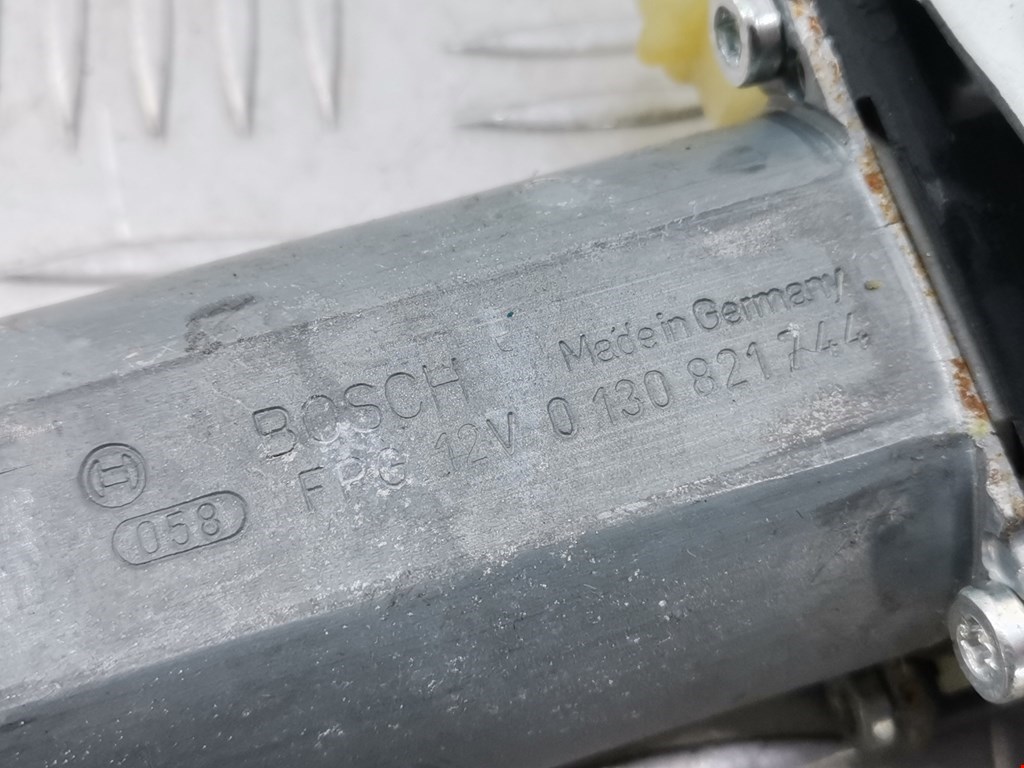 BOSCH
Made in Germany
FPG 12V 0 130 821 744
058